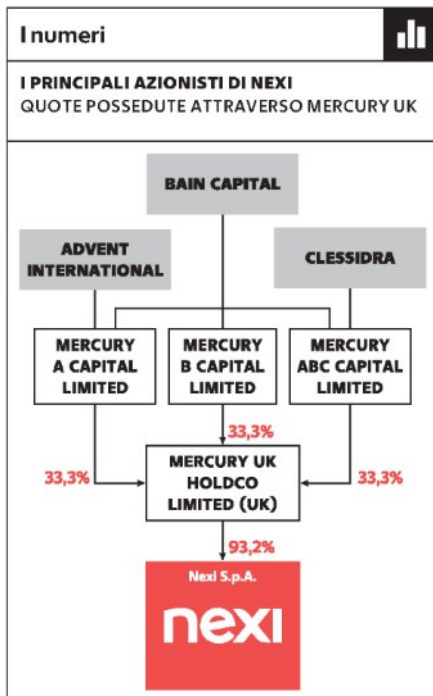 I numeri
I PRINCIPALI AZIONISTI DI NEXI
QUOTE POSSEDUTE ATTRAVERSO MERCURY UK
BAIN CAPITAL
ADVENT
INTERNATIONAL
CLESSIDRA
MERCURY
A CAPITAL
LIMITED
MERCURY
B CAPITAL
LIMITED
MERCURY
ABC CAPITAL
LIMITED
33,3%
33,3%
33,3%
MERCURY UK
HOLDCO
LIMITED (UK)
93,2%
Nexi S.p.A.
nexi